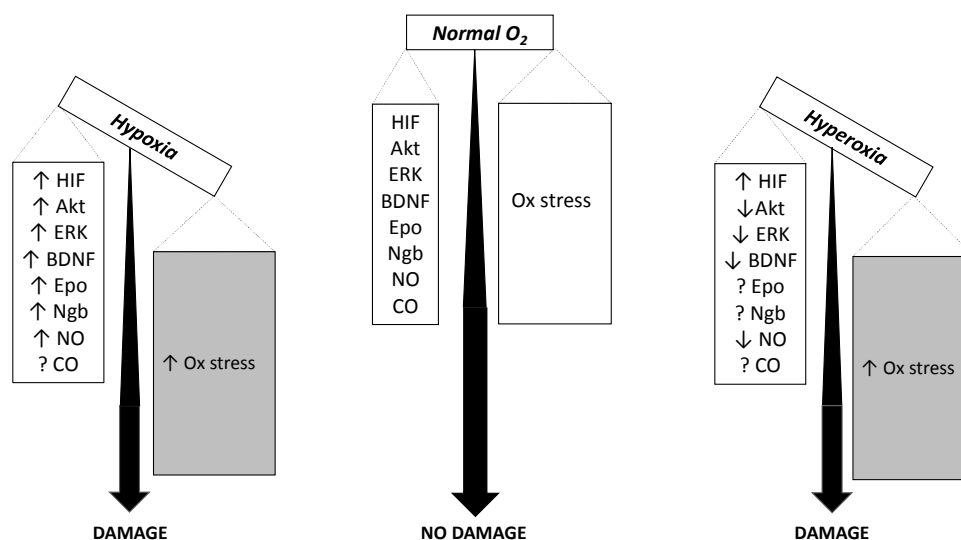 Hypoxia
↑ HIF
↑ Akt
↑ ERK
↑ BDNF
↑ Epo
↑ Ngb
↑ NO
? CO
↑ Ox stress
DAMAGE
Normal O₂
HIF
Akt
ERK
BDNF
Epo
Ngb
NO
CO
Ox stress
NO DAMAGE
Hyperoxia
↑ HIF
↓Akt
↓ ERK
↓ BDNF
? Epo
? Ngb
↓ NO
? CO
↑ Ox stress
DAMAGE